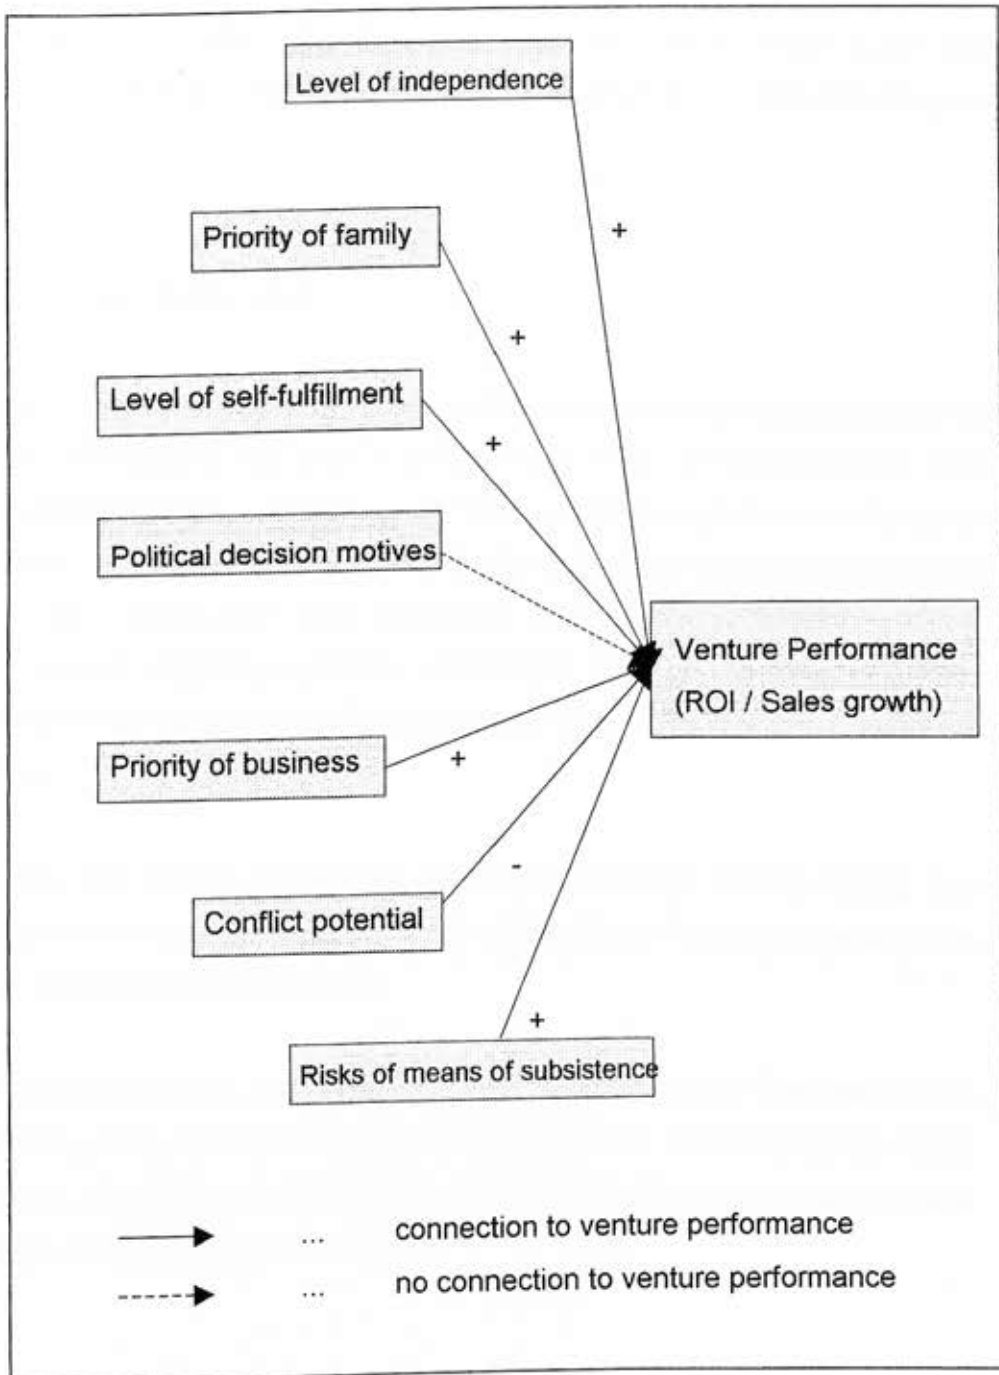 Level of independence
+
Priority of family
+
Level of self-fulfillment
+
Political decision motives
Venture Performance
(ROI / Sales growth)
Priority of business
+
-
Conflict potential
+
Risks of means of subsistence
... connection to venture performance
... no connection to venture performance